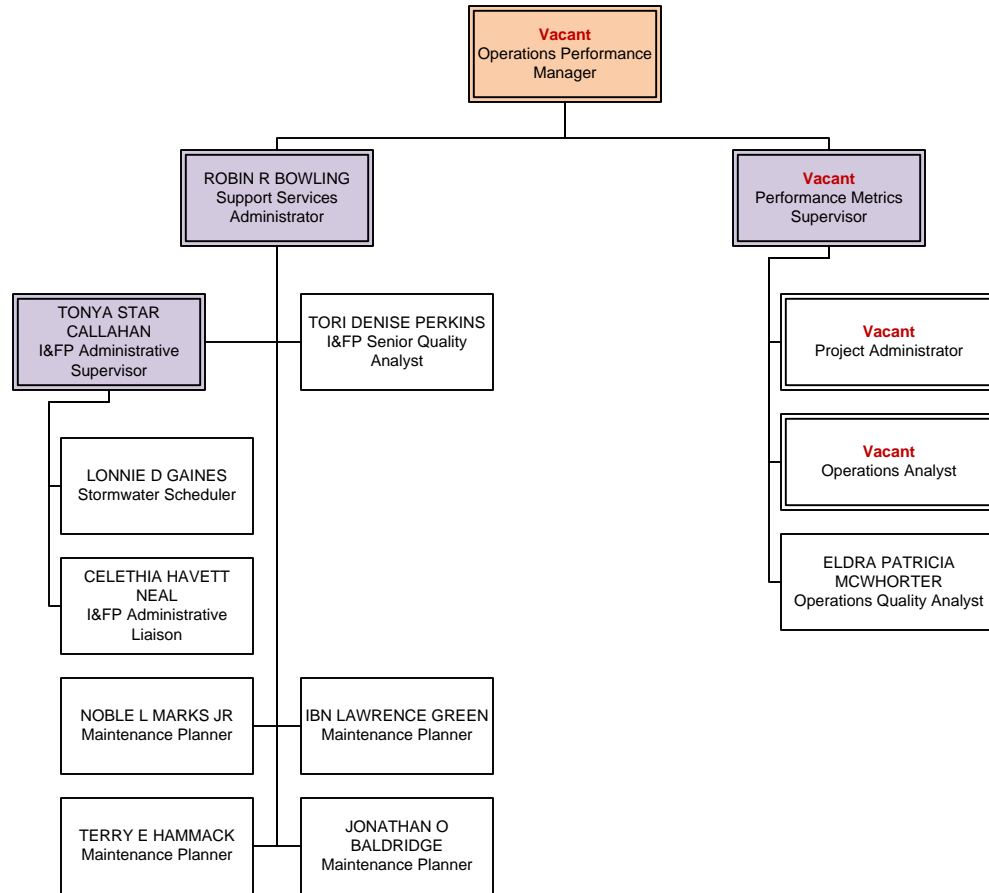 Vacant
Operations Performance
Manager
ROBIN R BOWLING
Support Services
Administrator
Vacant
Performance Metrics
Supervisor
TONYA STAR
CALLAHAN
I&FP Administrative
Supervisor
TORI DENISE PERKINS
I&FP Senior Quality
Analyst
Vacant
Project Administrator
LONNIE D GAINES
Stormwater Scheduler
Vacant
Operations Analyst
CELETHIA HAVETT
NEAL
I&FP Administrative
Liaison
ELDRA PATRICIA
MCWHORTER
Operations Quality Analyst
NOBLE L MARKS JR
Maintenance Planner
IBN LAWRENCE GREEN
Maintenance Planner
TERRY E HAMMACK
Maintenance Planner
JONATHAN O
BALDRIDGE
Maintenance Planner